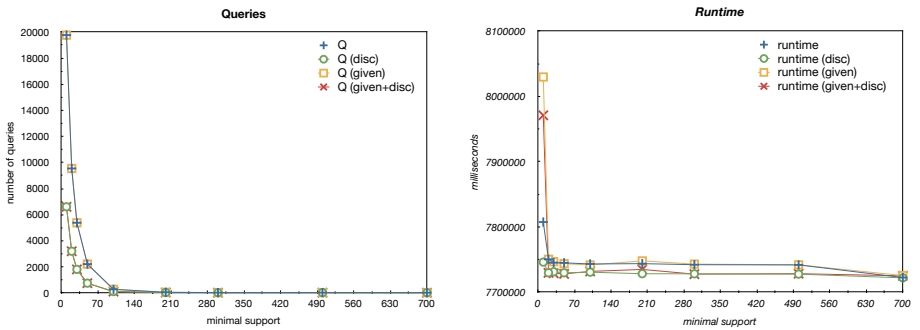 Queries
20000
18000
16000
14000
12000
10000
8000
6000
4000
2000
0
number of queries
0 70 140 210 280 350 420 490 560 630 700
minimal support
Q
Q (disc)
Q (given)
Q (given+disc)
Runtime
8100000
8000000
7900000
7800000
7700000
milliseconds
0 70 140 210 280 350 420 490 560 630 700
minimal support
runtime
runtime (disc)
runtime (given)
runtime (given+disc)